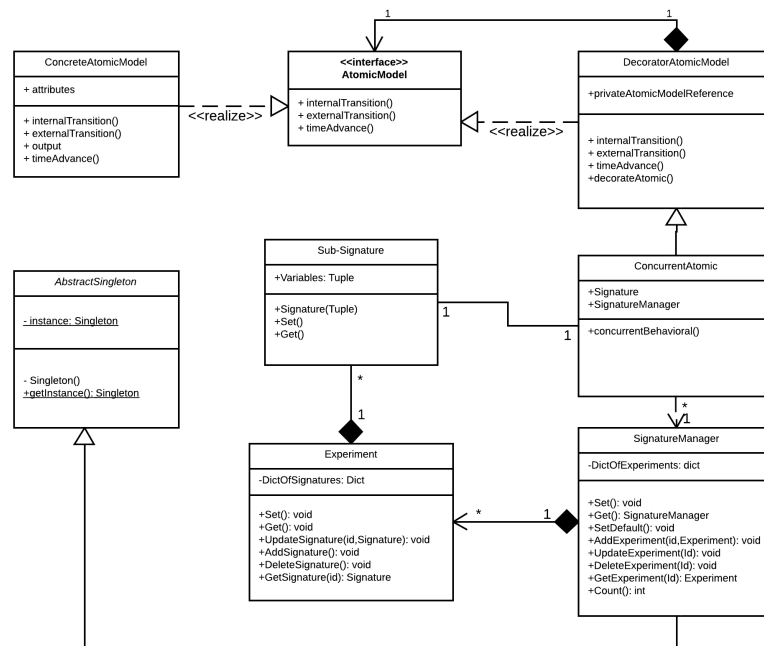 1
1
ConcreteAtomicModel
+ attributes
+ internalTransition()
+ externalTransition()
+ output
+ timeAdvance()
<<realize>>
<<interface>>
AtomicModel
+ internalTransition()
+ externalTransition()
+ timeAdvance()
<<realize>>
DecoratorAtomicModel
+privateAtomicModelReference
+ internalTransition()
+ externalTransition()
+ timeAdvance()
+decorateAtomic()
AbstractSingleton
- instance: Singleton
- Singleton()
+getInstance(): Singleton
Sub-Signature
+Variables: Tuple
+Signature(Tuple)
+Set()
+Get()
1
1
ConcurrentAtomic
+Signature
+SignatureManager
+concurrentBehavioral()
*
1
*
1
Experiment
-DictOfSignatures: Dict
+Set(): void
+Get(): void
+UpdateSignature(id,Signature): void
+AddSignature(): void
+DeleteSignature(): void
+GetSignature(id): Signature
*
1
SignatureManager
-DictOfExperiments: dict
+Set(): void
+Get(): SignatureManager
+SetDefault(): void
+AddExperiment(id,Experiment): void
+UpdateExperiment(Id): void
+DeleteExperiment(Id): void
+GetExperiment(Id): Experiment
+Count(): int